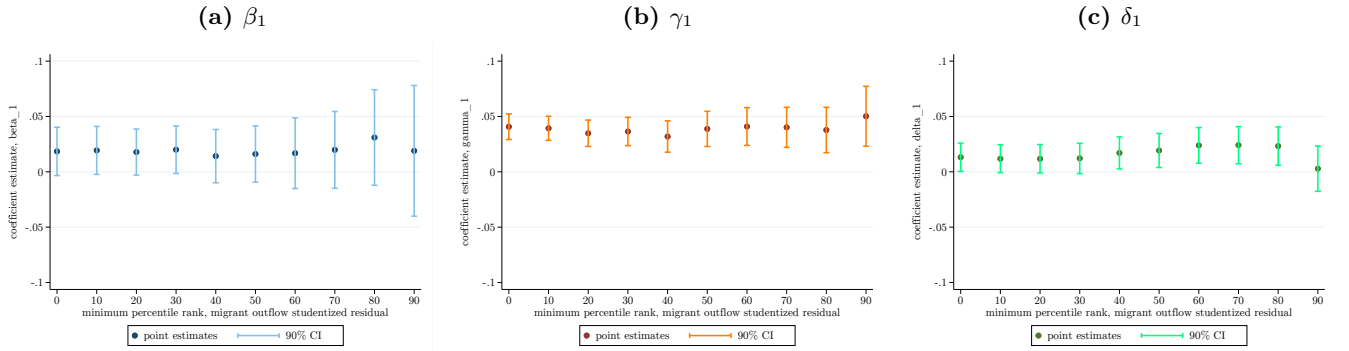 (a) β₁
.1
.05
0
-.05
-.1
coefficient estimate, beta_1
0 10 20 30 40 50 60 70 80 90
minimum percentile rank, migrant outflow studentized residual
point estimates 90% CI
(b) γ₁
.1
.05
0
-.05
-.1
coefficient estimate, gamma_1
0 10 20 30 40 50 60 70 80 90
minimum percentile rank, migrant outflow studentized residual
point estimates 90% CI
(c) δ₁
.1
.05
0
-.05
-.1
coefficient estimate, delta_1
0 10 20 30 40 50 60 70 80 90
minimum percentile rank, migrant outflow studentized residual
point estimates 90% CI